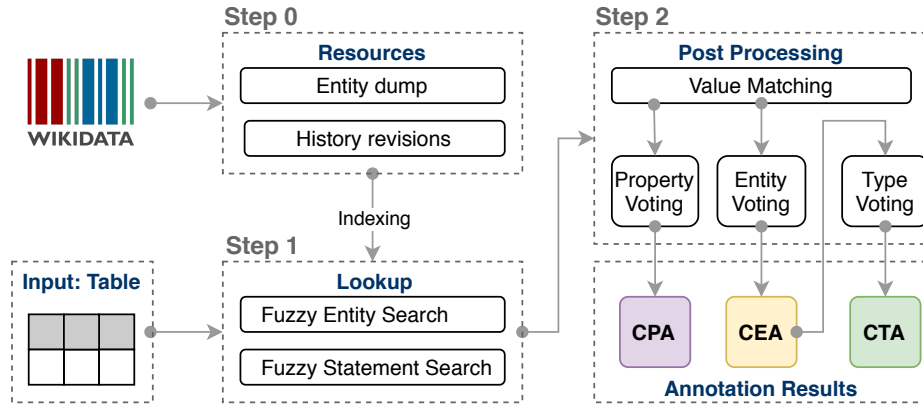 Step 0
Resources
Entity dump
History revisions
WIKIDATA
Indexing
Step 1
Input: Table
Lookup
Fuzzy Entity Search
Fuzzy Statement Search
Step 2
Post Processing
Value Matching
Property
Voting
Entity
Voting
Type
Voting
CPA
CEA
CTA
Annotation Results